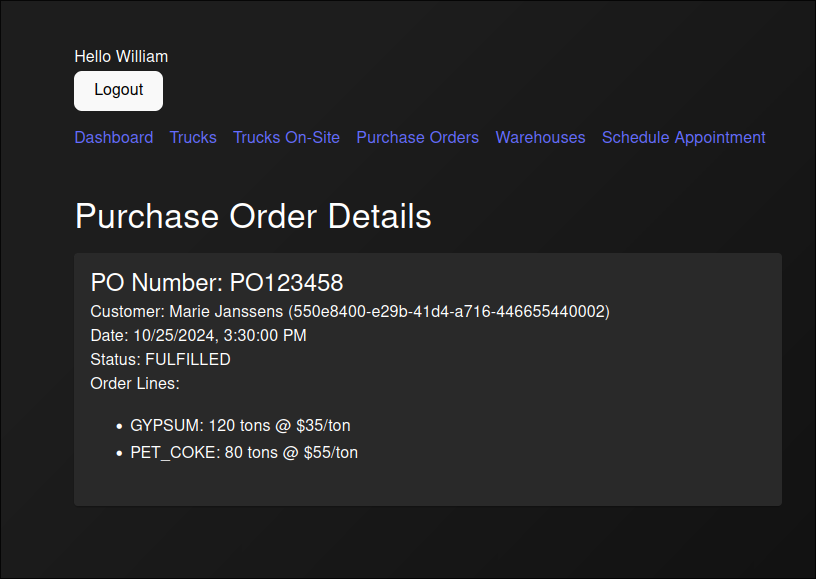 Hello William
Logout
Dashboard Trucks Trucks On-Site Purchase Orders Warehouses Schedule Appointment
Purchase Order Details
PO Number: PO123458
Customer: Marie Janssens (550e8400-e29b-41d4-a716-446655440002)
Date: 10/25/2024, 3:30:00 PM
Status: FULFILLED
Order Lines:
• GYPSUM: 120 tons @ $35/ton
• PET_COKE: 80 tons @ $55/ton